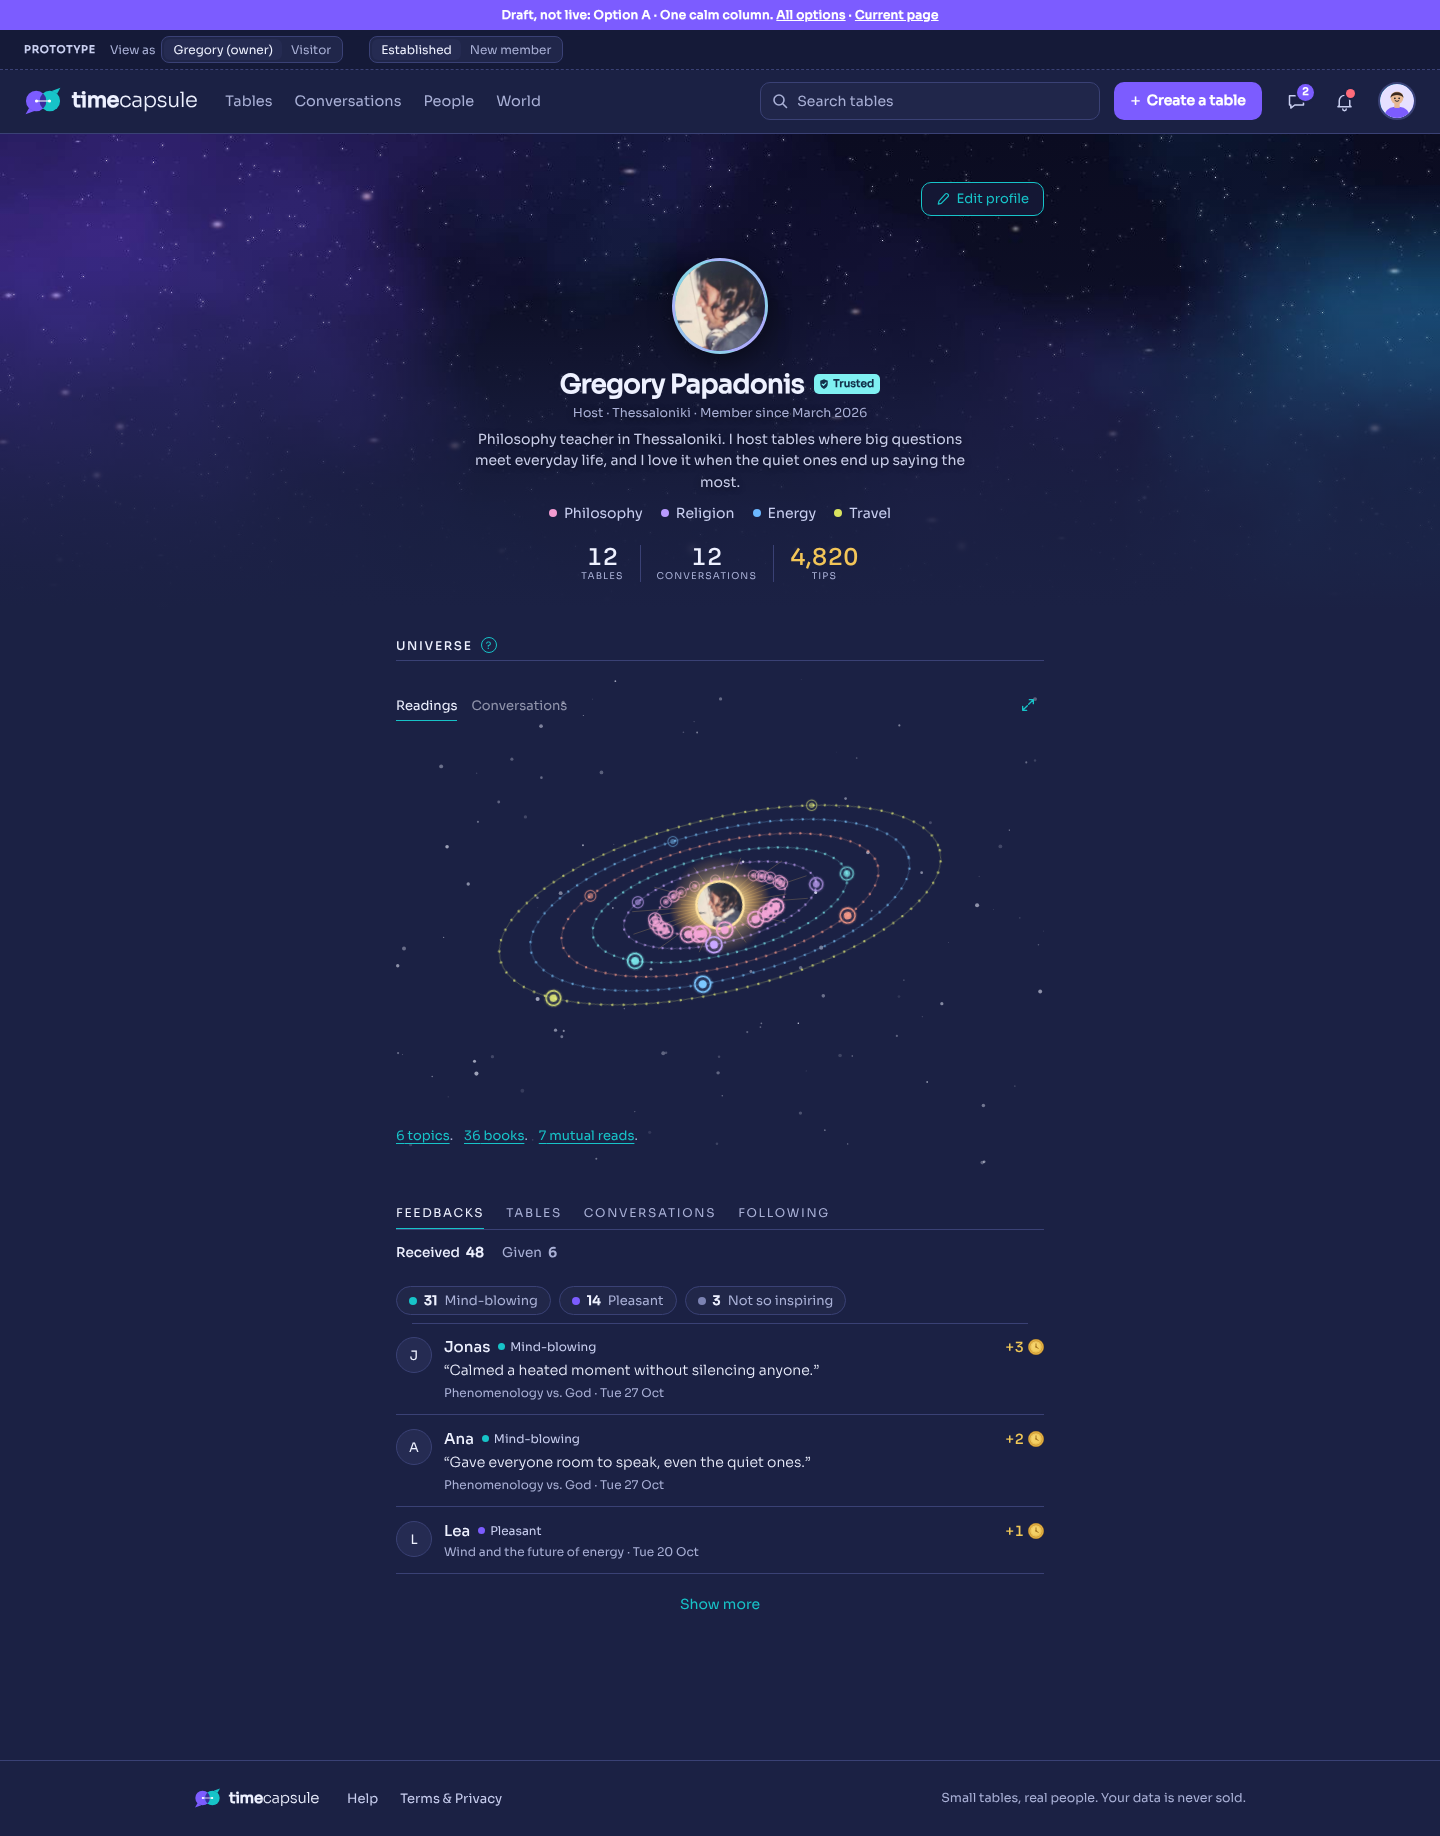 Draft, not live: Option A · One calm column. All options · Current page
PROTOTYPE View as Gregory (owner) Visitor Established New member
timecapsule Tables Conversations People World Search tables + Create a table 2
Edit profile
Gregory Papadonis Trusted
Host · Thessaloniki · Member since March 2026
Philosophy teacher in Thessaloniki. I host tables where big questions
meet everyday life, and I love it when the quiet ones end up saying the
most.
Philosophy Religion Energy Travel
12 12 4,820
TABLES CONVERSATIONS TIPS
UNIVERSE ?
Readings Conversations
6 topics. 36 books. 7 mutual reads.
FEEDBACKS TABLES CONVERSATIONS FOLLOWING
Received 48 Given 6
31 Mind-blowing 14 Pleasant 3 Not so inspiring
J Jonas Mind-blowing +3
“Calmed a heated moment without silencing anyone.”
Phenomenology vs. God · Tue 27 Oct
A Ana Mind-blowing +2
“Gave everyone room to speak, even the quiet ones.”
Phenomenology vs. God · Tue 27 Oct
L Lea Pleasant +1
Wind and the future of energy · Tue 20 Oct
Show more
timecapsule Help Terms & Privacy Small tables, real people. Your data is never sold.